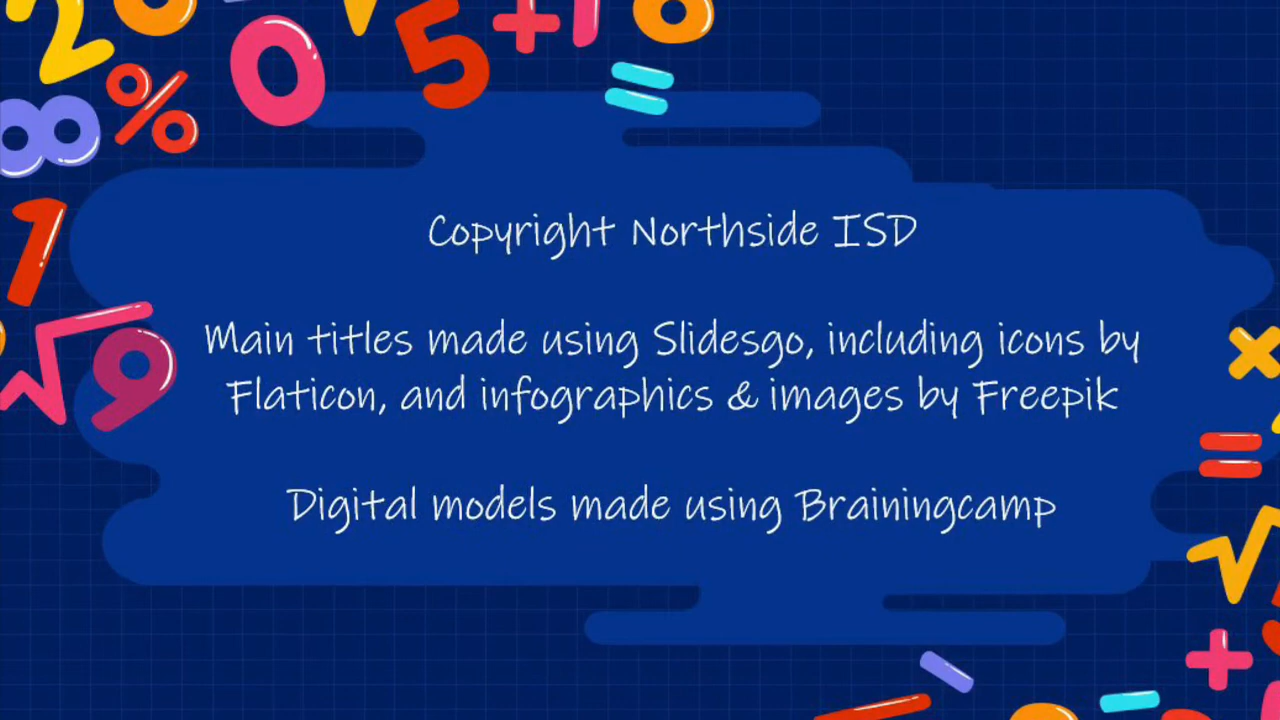 Copyright Northside ISD
Main titles made using Slidesgo, including icons by
Flaticon, and infographics & images by Freepik
Digital models made using Brainingcamp